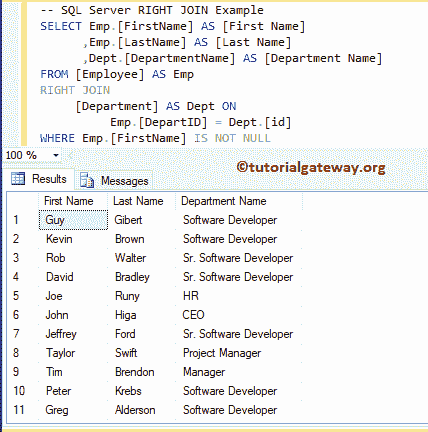 -- SQL Server RIGHT JOIN Example
SELECT Emp.[FirstName] AS [First Name]
,Emp.[LastName] AS [Last Name]
,Dept.[DepartmentName] AS [Department Name]
FROM [Employee] AS Emp
RIGHT JOIN
[Department] AS Dept ON
Emp.[DepartID] = Dept.[id]
WHERE Emp.[FirstName] IS NOT NULL
100 %
©tutorialgateway.org
Results Messages
First Name Last Name Department Name
1 Guy Gibert Software Developer
2 Kevin Brown Software Developer
3 Rob Walter Sr. Software Developer
4 David Bradley Sr. Software Developer
5 Joe Runy HR
6 John Higa CEO
7 Jeffrey Ford Sr. Software Developer
8 Taylor Swift Project Manager
9 Tim Brendon Manager
10 Peter Krebs Software Developer
11 Greg Alderson Software Developer